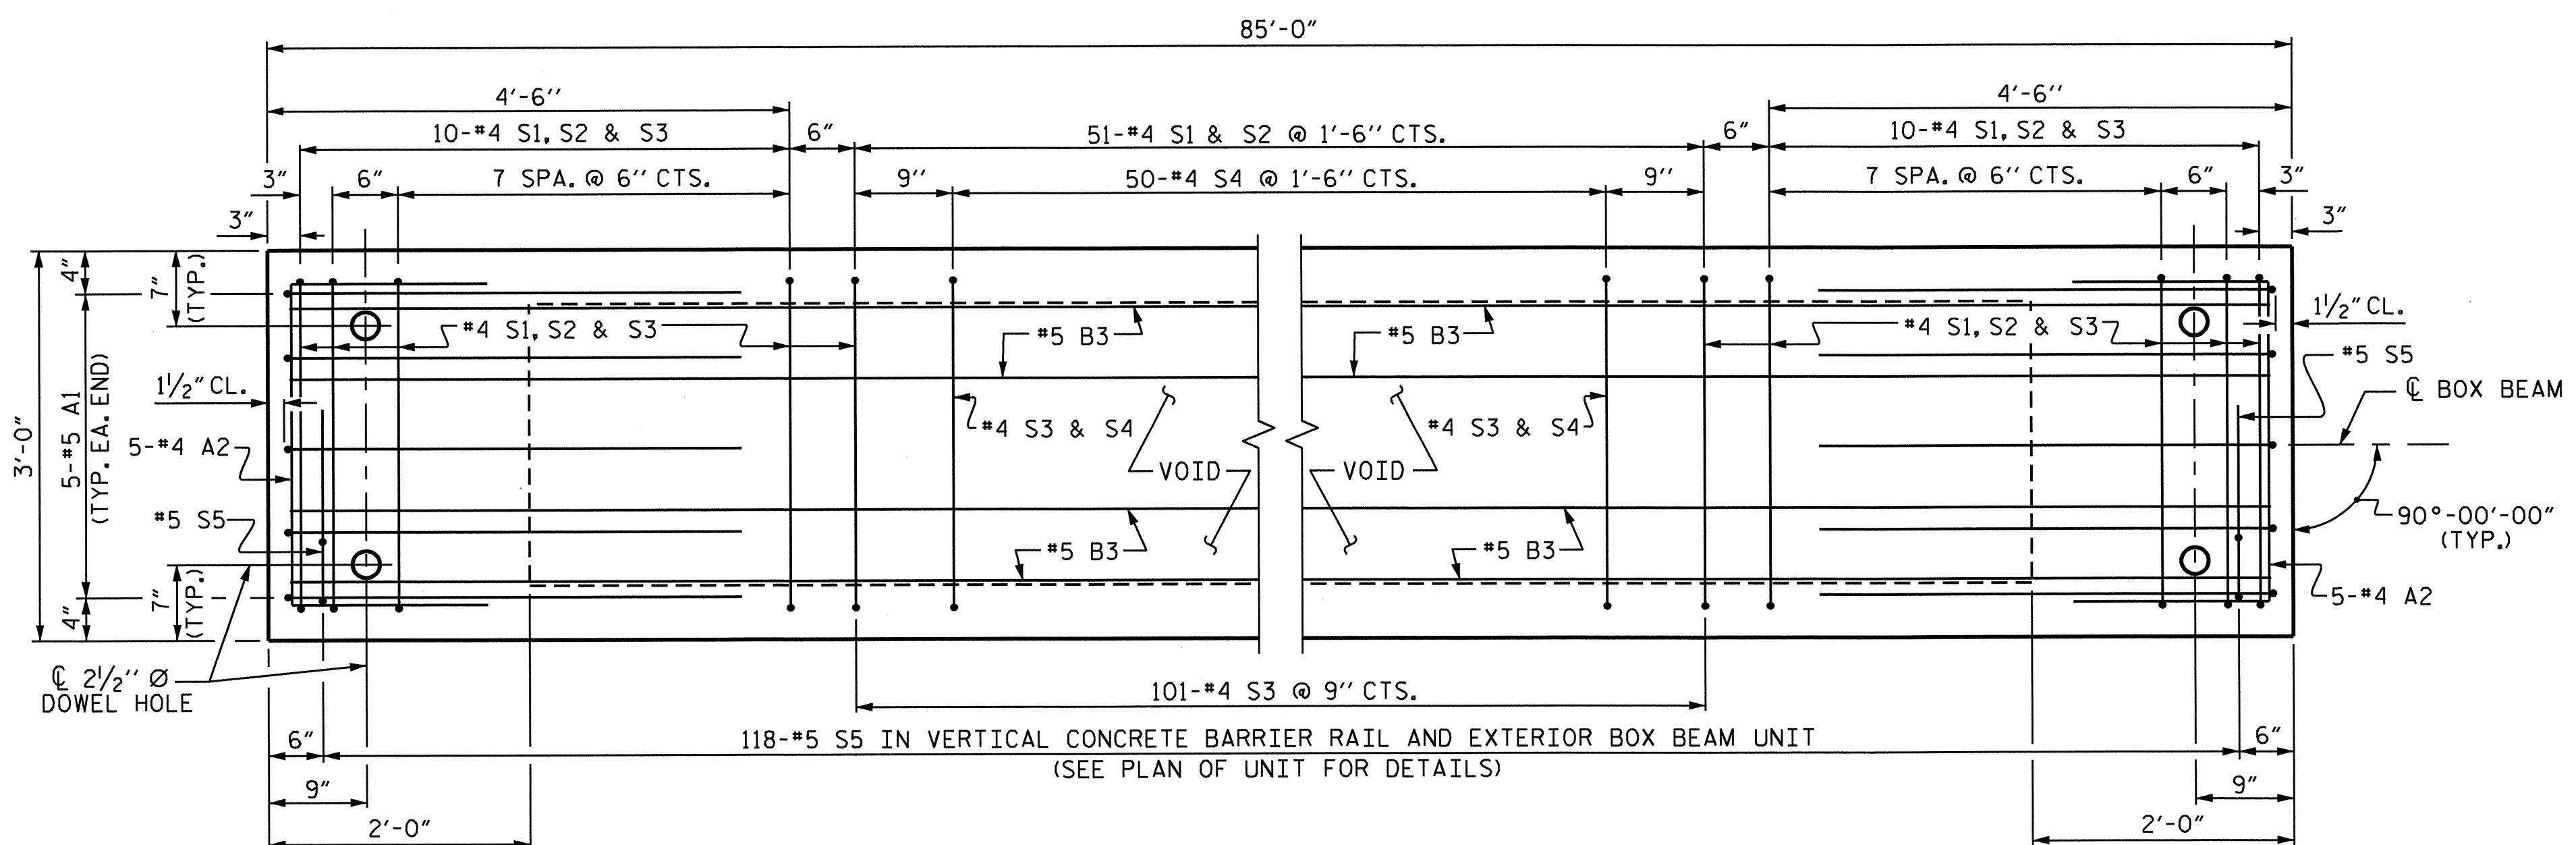 85'-0"
4'-6''
4'-6''
10-#4 S1, S2 & S3
6"
51-#4 S1 & S2 @ 1'-6'' CTS.
6"
10-#4 S1, S2 & S3
3"
6"
7 SPA. @ 6'' CTS.
9''
50-#4 S4 @ 1'-6'' CTS.
9''
7 SPA. @ 6'' CTS.
6"
3"
3"
3"
4"
7"
(TYP.)
#4 S1, S2 & S3
#5 B3
#5 B3
#4 S1, S2 & S3
1½" CL.
#5 S5
℄ BOX BEAM
1½" CL.
3'-0"
5-#5 A1
(TYP. EA. END)
5-#4 A2
#4 S3 & S4
#4 S3 & S4
VOID
VOID
#5 S5
#5 B3
#5 B3
90°-00'-00"
(TYP.)
7"
(TYP.)
4"
5-#4 A2
℄ 2½'' Ø
DOWEL HOLE
101-#4 S3 @ 9'' CTS.
6"
118-#5 S5 IN VERTICAL CONCRETE BARRIER RAIL AND EXTERIOR BOX BEAM UNIT
6"
(SEE PLAN OF UNIT FOR DETAILS)
9"
9"
2'-0"
2'-0"